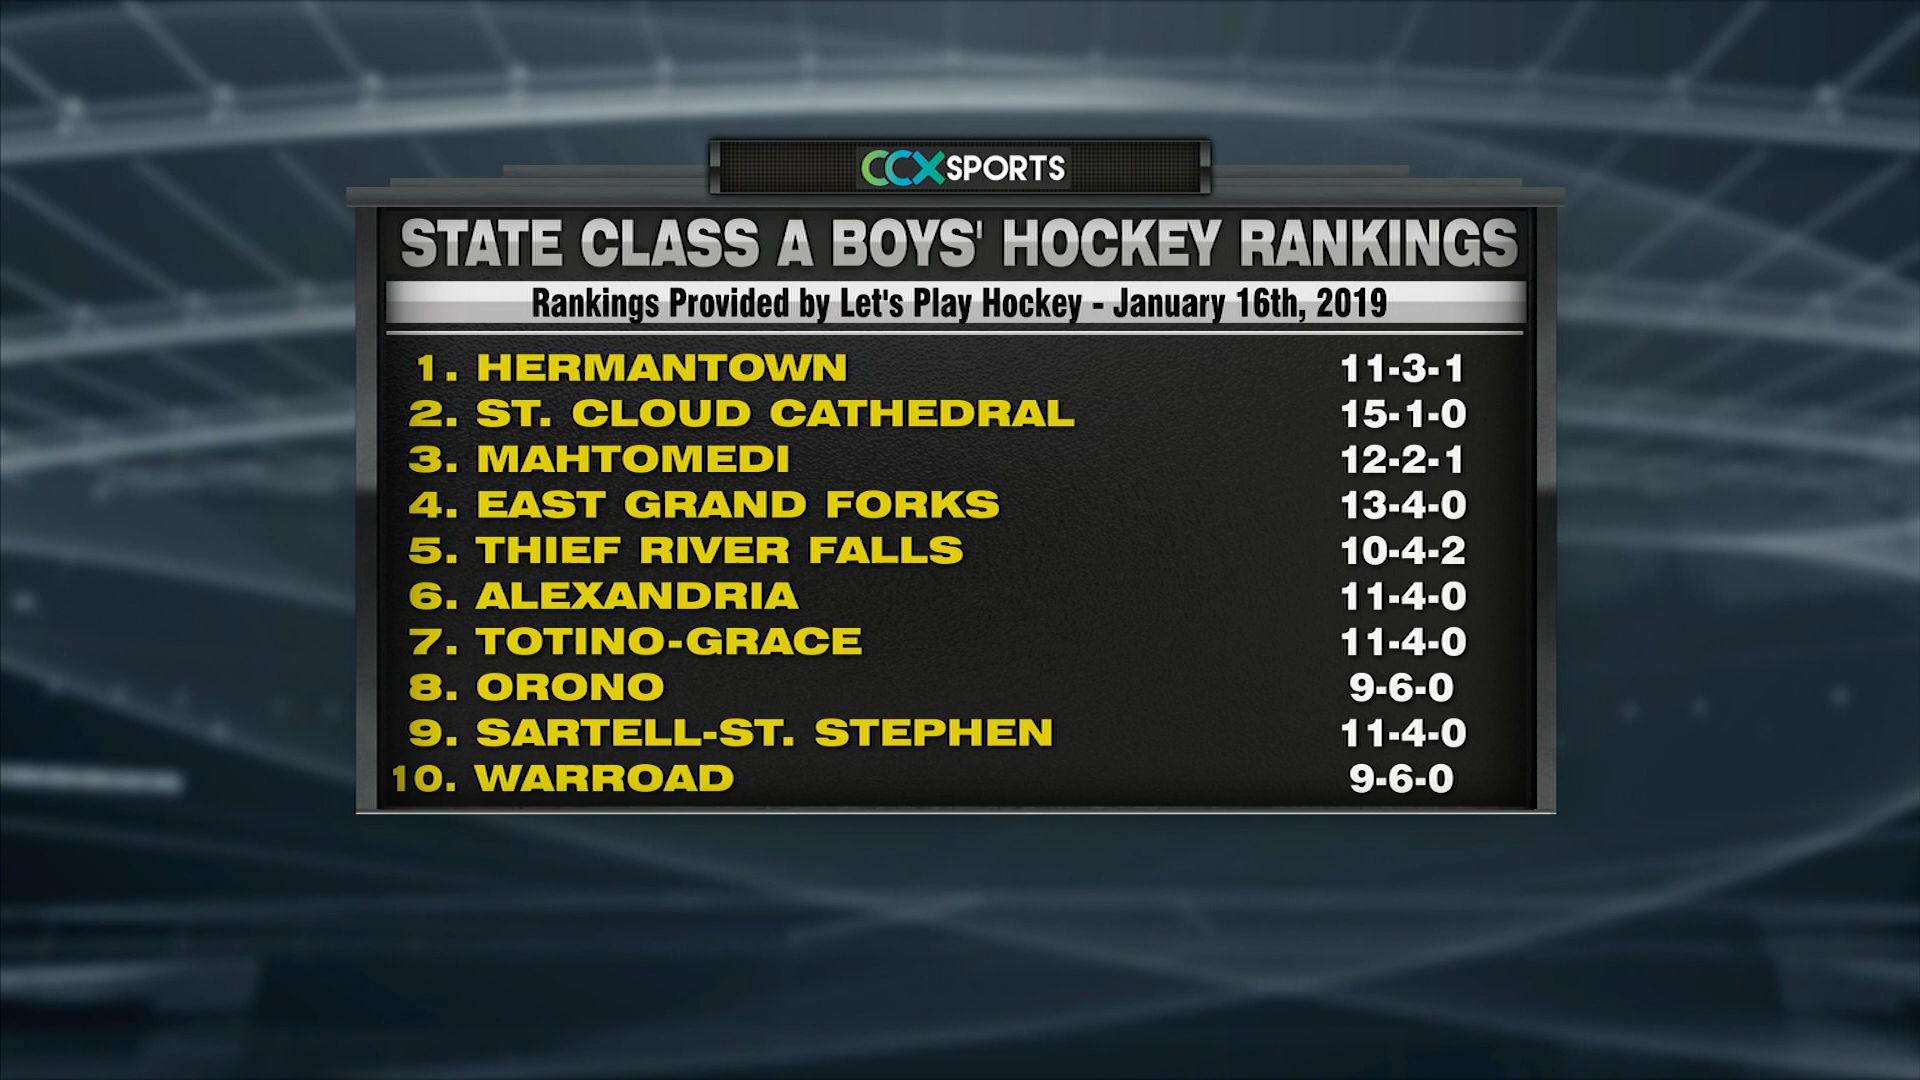 CCX SPORTS
STATE CLASS A BOYS' HOCKEY RANKINGS
Rankings Provided by Let's Play Hockey - January 16th, 2019
1. HERMANTOWN 11-3-1
2. ST. CLOUD CATHEDRAL 15-1-0
3. MAHTOMEDI 12-2-1
4. EAST GRAND FORKS 13-4-0
5. THIEF RIVER FALLS 10-4-2
6. ALEXANDRIA 11-4-0
7. TOTINO-GRACE 11-4-0
8. ORONO 9-6-0
9. SARTELL-ST. STEPHEN 11-4-0
10. WARROAD 9-6-0